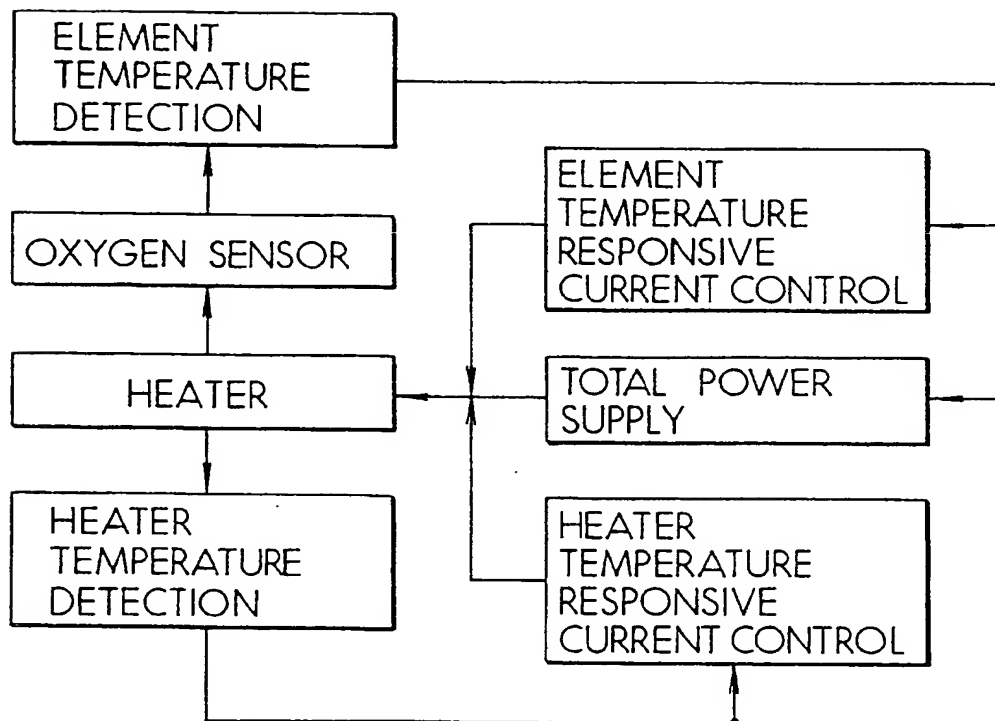 ELEMENT
TEMPERATURE
DETECTION
OXYGEN SENSOR
HEATER
HEATER
TEMPERATURE
DETECTION
ELEMENT
TEMPERATURE
RESPONSIVE
CURRENT CONTROL
TOTAL POWER
SUPPLY
HEATER
TEMPERATURE
RESPONSIVE
CURRENT CONTROL